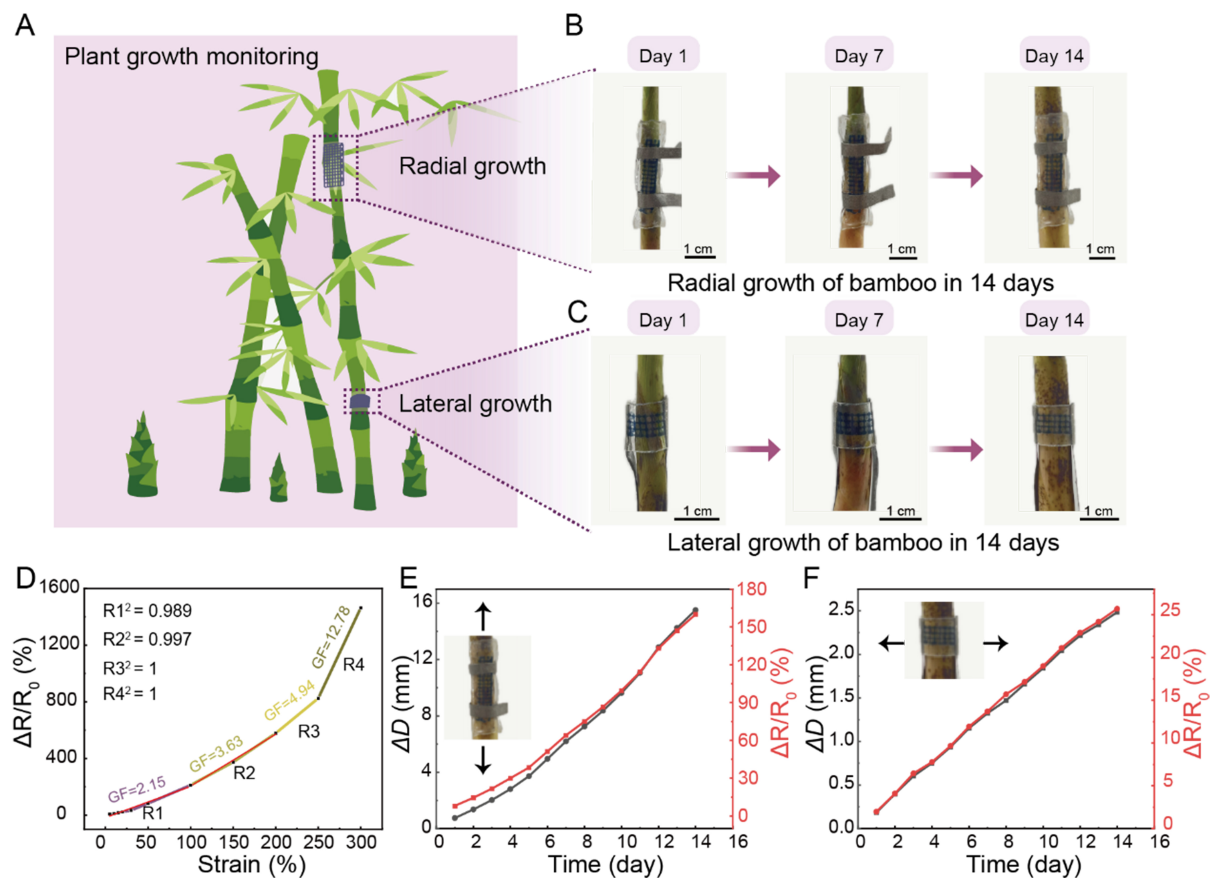 A
Plant growth monitoring
Radial growth
Lateral growth
B
Day 1
Day 7
Day 14
1 cm
1 cm
1 cm
Radial growth of bamboo in 14 days
C
Day 1
Day 7
Day 14
1 cm
1 cm
1 cm
Lateral growth of bamboo in 14 days
D
1600
1200
800
400
0
ΔR/R₀ (%)
R1² = 0.989
R2² = 0.997
R3² = 1
R4² = 1
GF=2.15
GF=3.63
GF=4.94
GF=12.78
R1
R2
R3
R4
50 100 150 200 250 300
Strain (%)
E
16
12
8
4
0
ΔD (mm)
180
150
120
90
60
30
0
ΔR/R₀ (%)
0 2 4 6 8 10 12 14 16
Time (day)
F
2.5
2.0
1.5
1.0
0.5
0.0
ΔD (mm)
25
20
15
10
5
0
ΔR/R₀ (%)
0 2 4 6 8 10 12 14 16
Time (day)